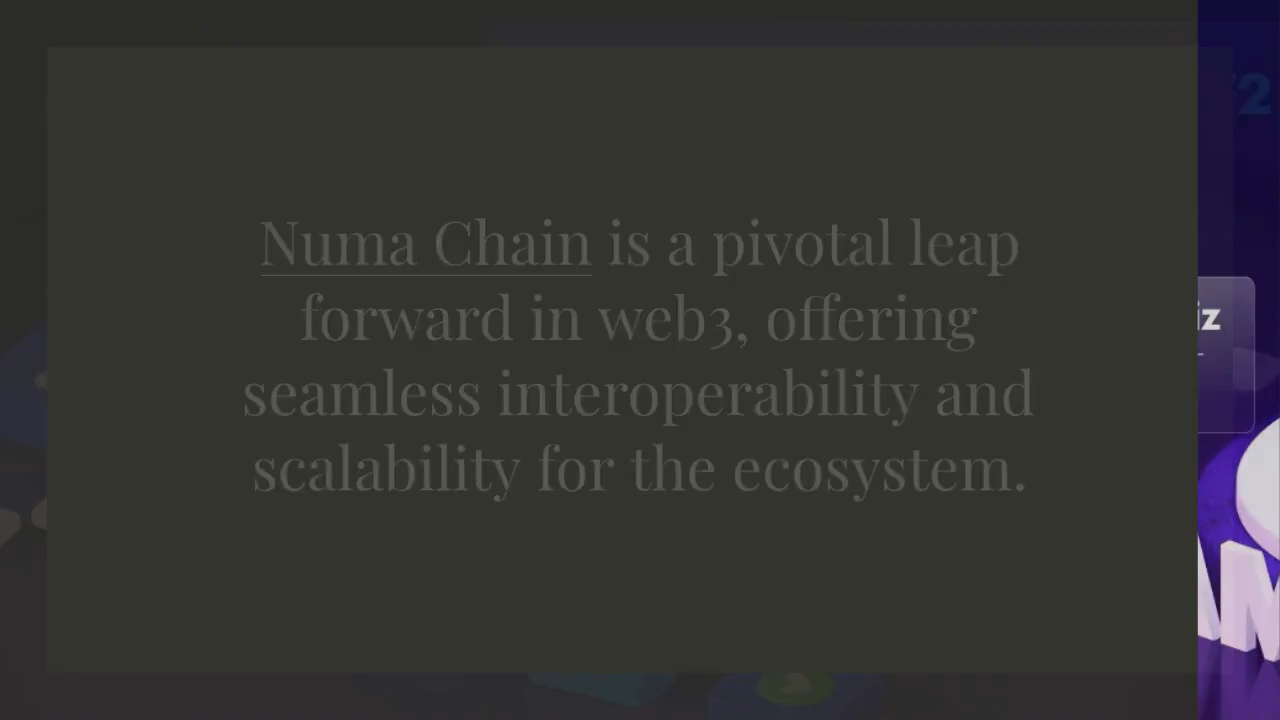 Numa Chain is a pivotal leap
forward in web3, offering
seamless interoperability and
scalability for the ecosystem.